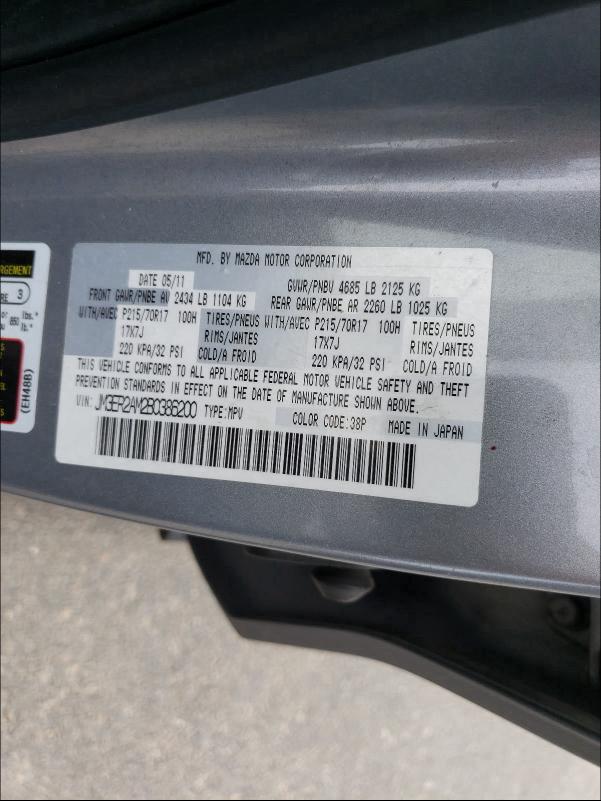 MFD. BY MAZDA MOTOR CORPORATION
DATE 05/11 GVWR/PNBV 4685 LB 2125 KG
FRONT GAWR/PNBE AV 2434 LB 1104 KG REAR GAWR/PNBE AR 2260 LB 1025 KG
WITH/AVEC P215/70R17 100H TIRES/PNEUS WITH/AVEC P215/70R17 100H TIRES/PNEUS
17X7J RIMS/JANTES 17X7J RIMS/JANTES
220 KPA/32 PSI COLD/A FROID 220 KPA/32 PSI COLD/A FROID
THIS VEHICLE CONFORMS TO ALL APPLICABLE FEDERAL MOTOR VEHICLE SAFETY AND THEFT
PREVENTION STANDARDS IN EFFECT ON THE DATE OF MANUFACTURE SHOWN ABOVE.
VIN: JM3ER2AM2B0386200 TYPE:MPV COLOR CODE:38P MADE IN JAPAN
3
lbs."
(EH48B)